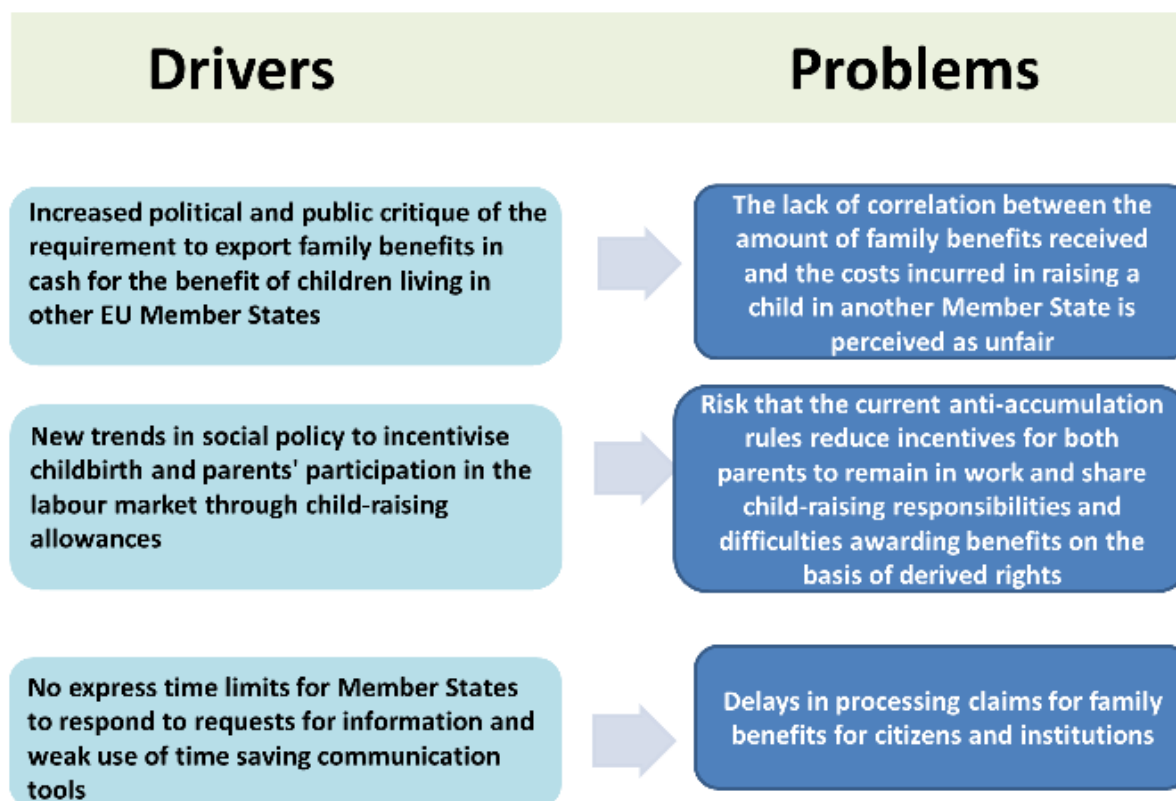 Drivers
Problems
Increased political and public critique of the
requirement to export family benefits in
cash for the benefit of children living in
other EU Member States
The lack of correlation between the
amount of family benefits received
and the costs incurred in raising a
child in another Member State is
perceived as unfair
New trends in social policy to incentivise
childbirth and parents' participation in the
labour market through child-raising
allowances
Risk that the current anti-accumulation
rules reduce incentives for both
parents to remain in work and share
child-raising responsibilities and
difficulties awarding benefits on the
basis of derived rights
No express time limits for Member States
to respond to requests for information and
weak use of time saving communication
tools
Delays in processing claims for family
benefits for citizens and institutions